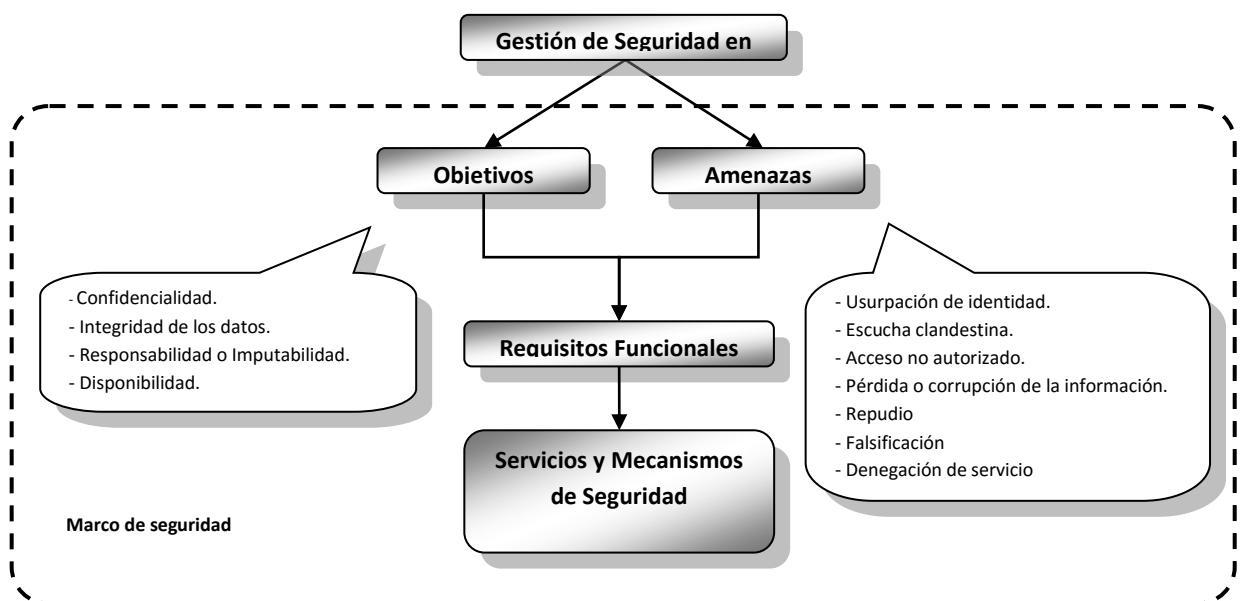 Gestión de Seguridad en
Objetivos
Amenazas
- Confidencialidad.
- Integridad de los datos.
- Responsabilidad o Imputabilidad.
- Disponibilidad.
- Usurpación de identidad.
- Escucha clandestina.
- Acceso no autorizado.
- Pérdida o corrupción de la información.
- Repudio
- Falsificación
- Denegación de servicio
Requisitos Funcionales
Servicios y Mecanismos
de Seguridad
Marco de seguridad